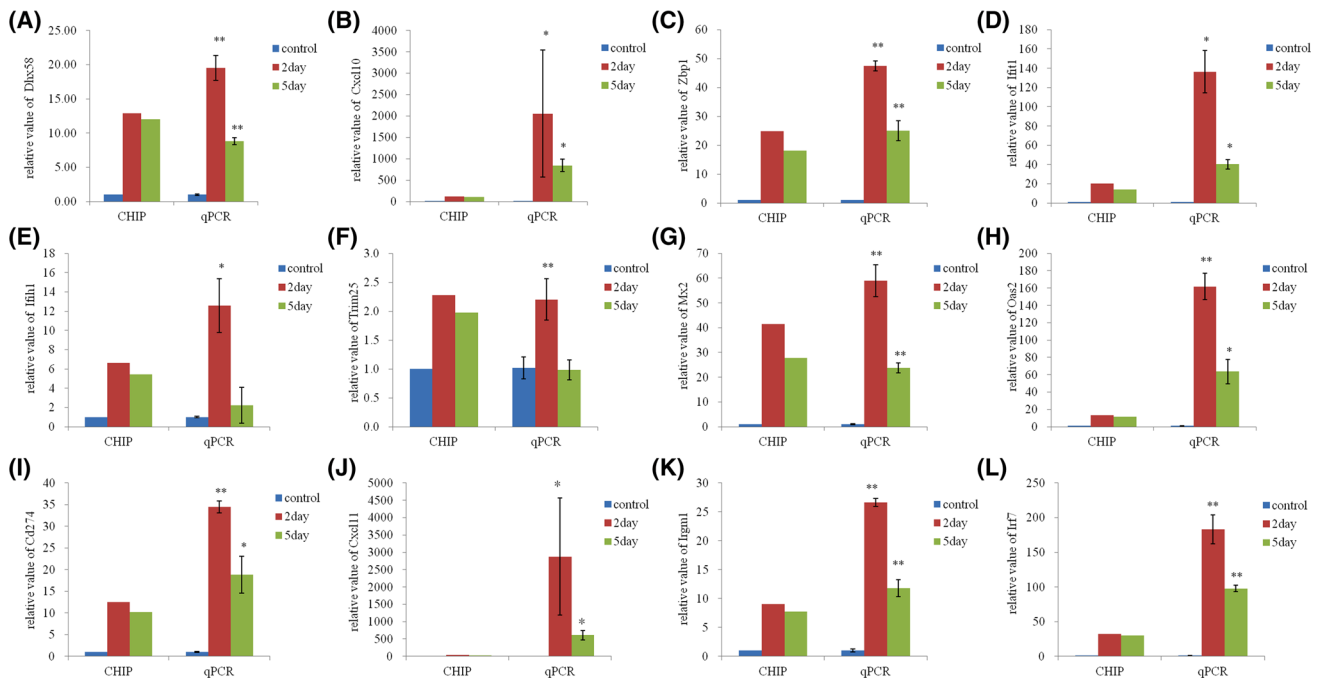 (A)
relative value of Dhx58
25.00
20.00
15.00
10.00
5.00
0.00
**
**
CHIP
qPCR
control
2day
5day
(B)
relative value of Cxcl10
4000
3500
3000
2500
2000
1500
1000
500
0
*
*
CHIP
qPCR
control
2day
5day
(C)
relative value of Zbp1
60
50
40
30
20
10
0
**
**
CHIP
qPCR
control
2day
5day
(D)
relative value of Ifit1
180
160
140
120
100
80
60
40
20
0
*
*
CHIP
qPCR
control
2day
5day
(E)
relative value of Ifih1
18
16
14
12
10
8
6
4
2
0
*
CHIP
qPCR
control
2day
5day
(F)
relative value of Trim25
3.0
2.5
2.0
1.5
1.0
0.5
0.0
**
CHIP
qPCR
control
2day
5day
(G)
relative value of Mx2
70
60
50
40
30
20
10
0
**
**
CHIP
qPCR
control
2day
5day
(H)
relative value of Oas2
200
180
160
140
120
100
80
60
40
20
0
**
*
CHIP
qPCR
control
2day
5day
(I)
relative value of Cd274
40
35
30
25
20
15
10
5
0
**
*
CHIP
qPCR
control
2day
5day
(J)
relative value of Cxcl11
5000
4500
4000
3500
3000
2500
2000
1500
1000
500
0
*
*
CHIP
qPCR
control
2day
5day
(K)
relative value of Irgm1
30
25
20
15
10
5
0
**
**
CHIP
qPCR
control
2day
5day
(L)
relative value of Irf7
250
200
150
100
50
0
**
**
CHIP
qPCR
control
2day
5day